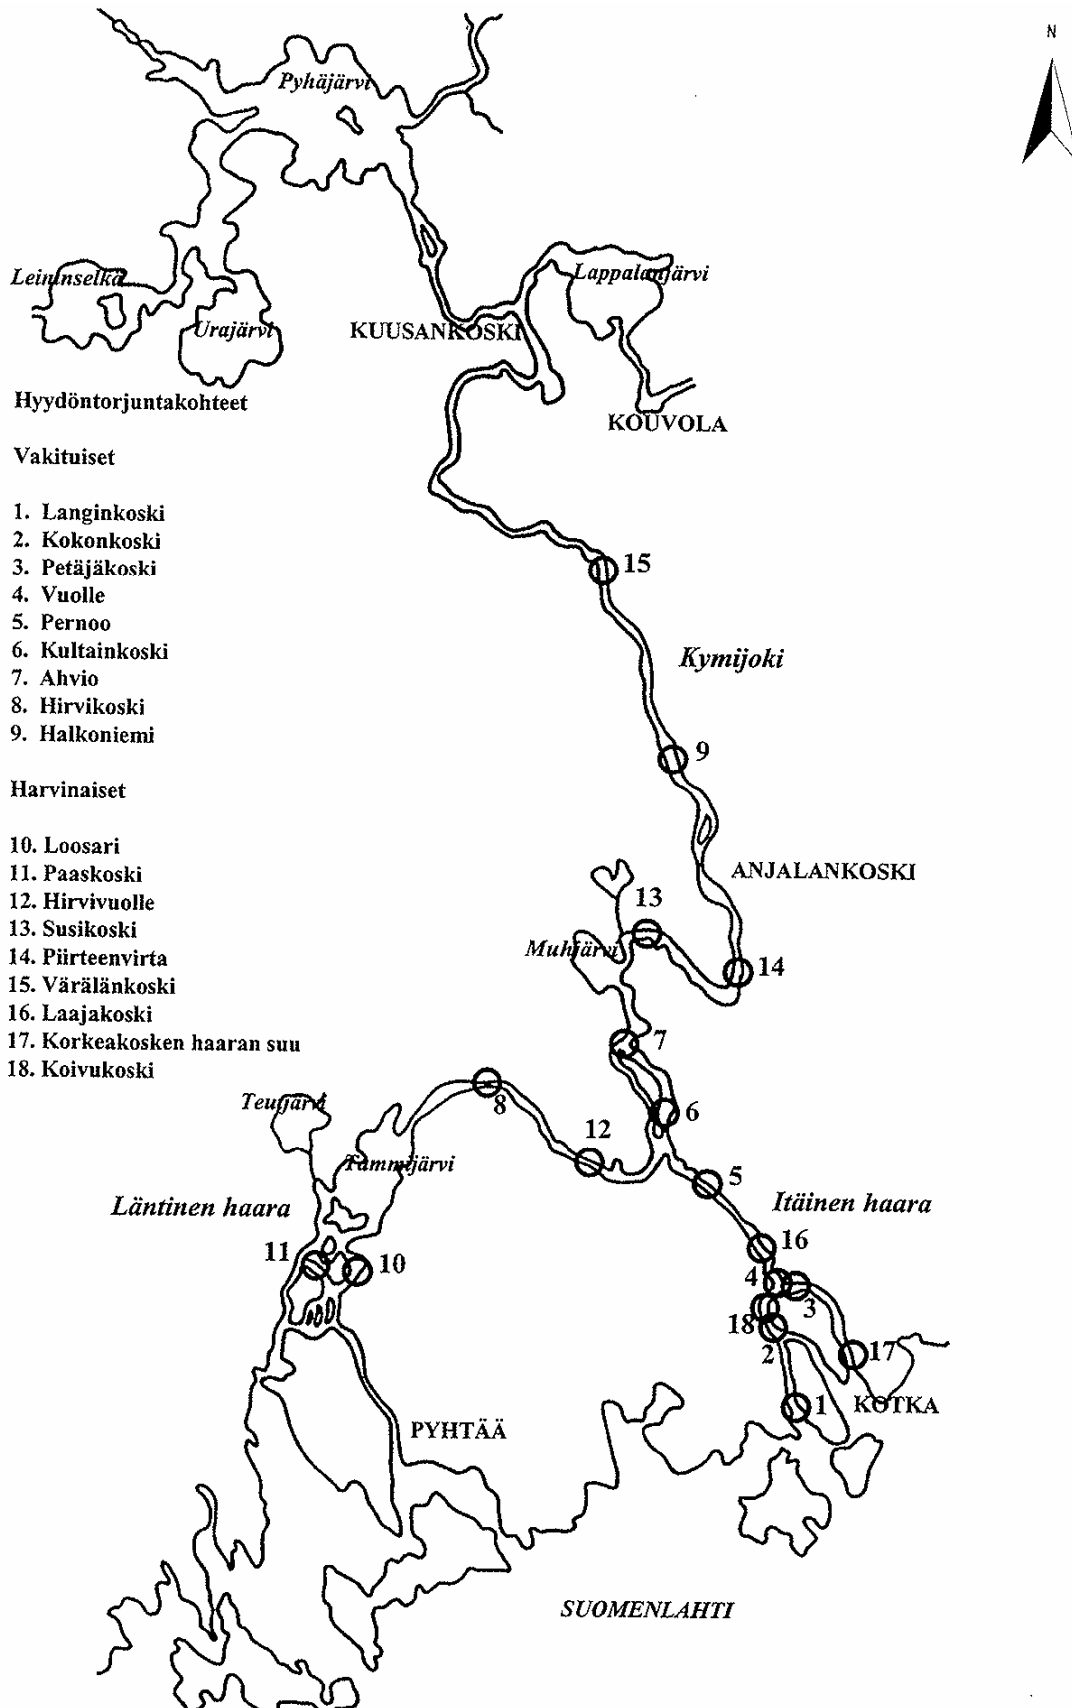 N
Pyhäjärvi
Leininselkä
Lappalanjärvi
Urajärvi
KUUSANKOSKI
KOUVOLA
Hyydöntorjuntakohteet
Vakituiset
1. Langinkoski
2. Kokonkoski
3. Petäjäkoski
4. Vuolle
5. Pernoo
6. Kultainkoski
7. Ahvio
8. Hirvikoski
9. Halkoniemi
Harvinaiset
10. Loosari
11. Paaskoski
12. Hirvivuolle
13. Susikoski
14. Piirteenvirta
15. Värälänkoski
16. Laajakoski
17. Korkeakosken haaran suu
18. Koivukoski
15
Kymijoki
9
ANJALANKOSKI
13
Muhjärvi
14
7
8
6
Teutjärvi
12
Tammijärvi
5
Läntinen haara
Itäinen haara
16
11
10
4
3
18
2
17
1
KOTKA
PYHTÄÄ
SUOMENLAHTI